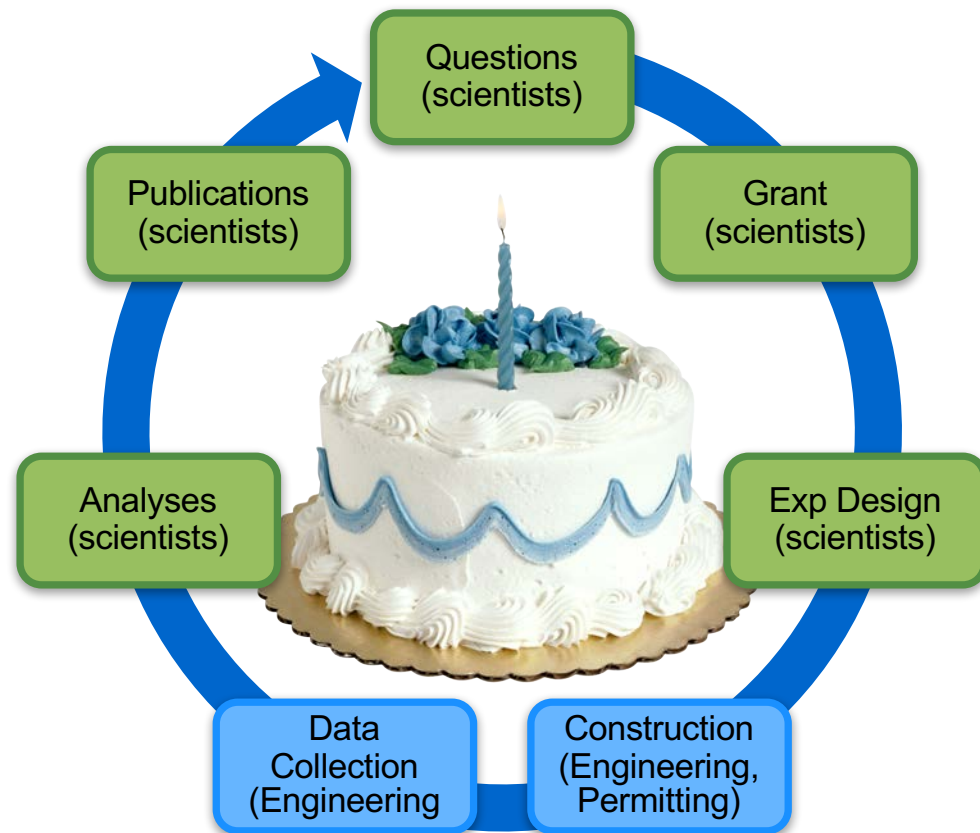 Questions
(scientists)
Grant
(scientists)
Exp Design
(scientists)
Construction
(Engineering,
Permitting)
Data
Collection
(Engineering
Analyses
(scientists)
Publications
(scientists)